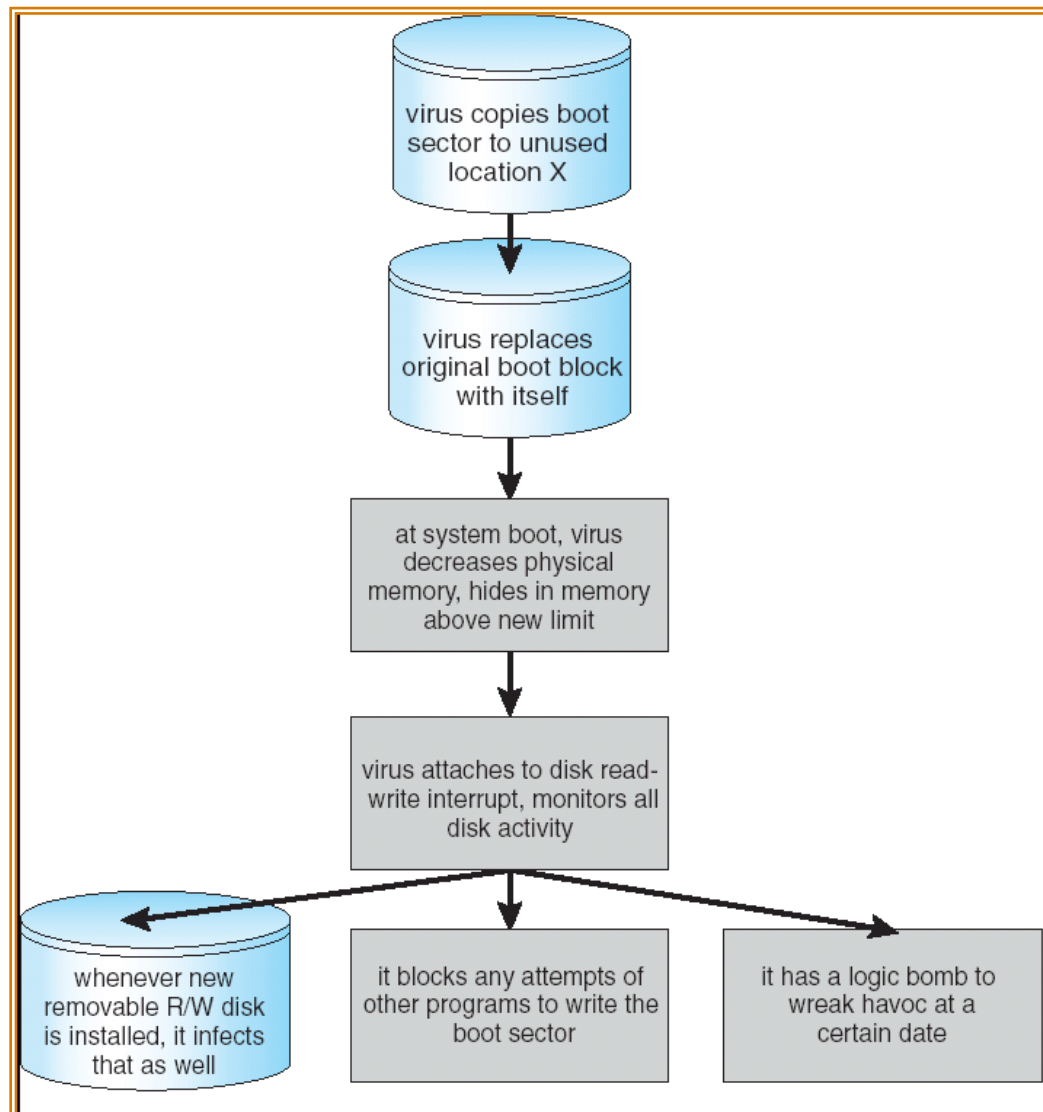 virus copies boot
sector to unused
location X
virus replaces
original boot block
with itself
at system boot, virus
decreases physical
memory, hides in memory
above new limit
virus attaches to disk read-
write interrupt, monitors all
disk activity
whenever new
removable R/W disk
is installed, it infects
that as well
it blocks any attempts of
other programs to write the
boot sector
it has a logic bomb to
wreak havoc at a
certain date